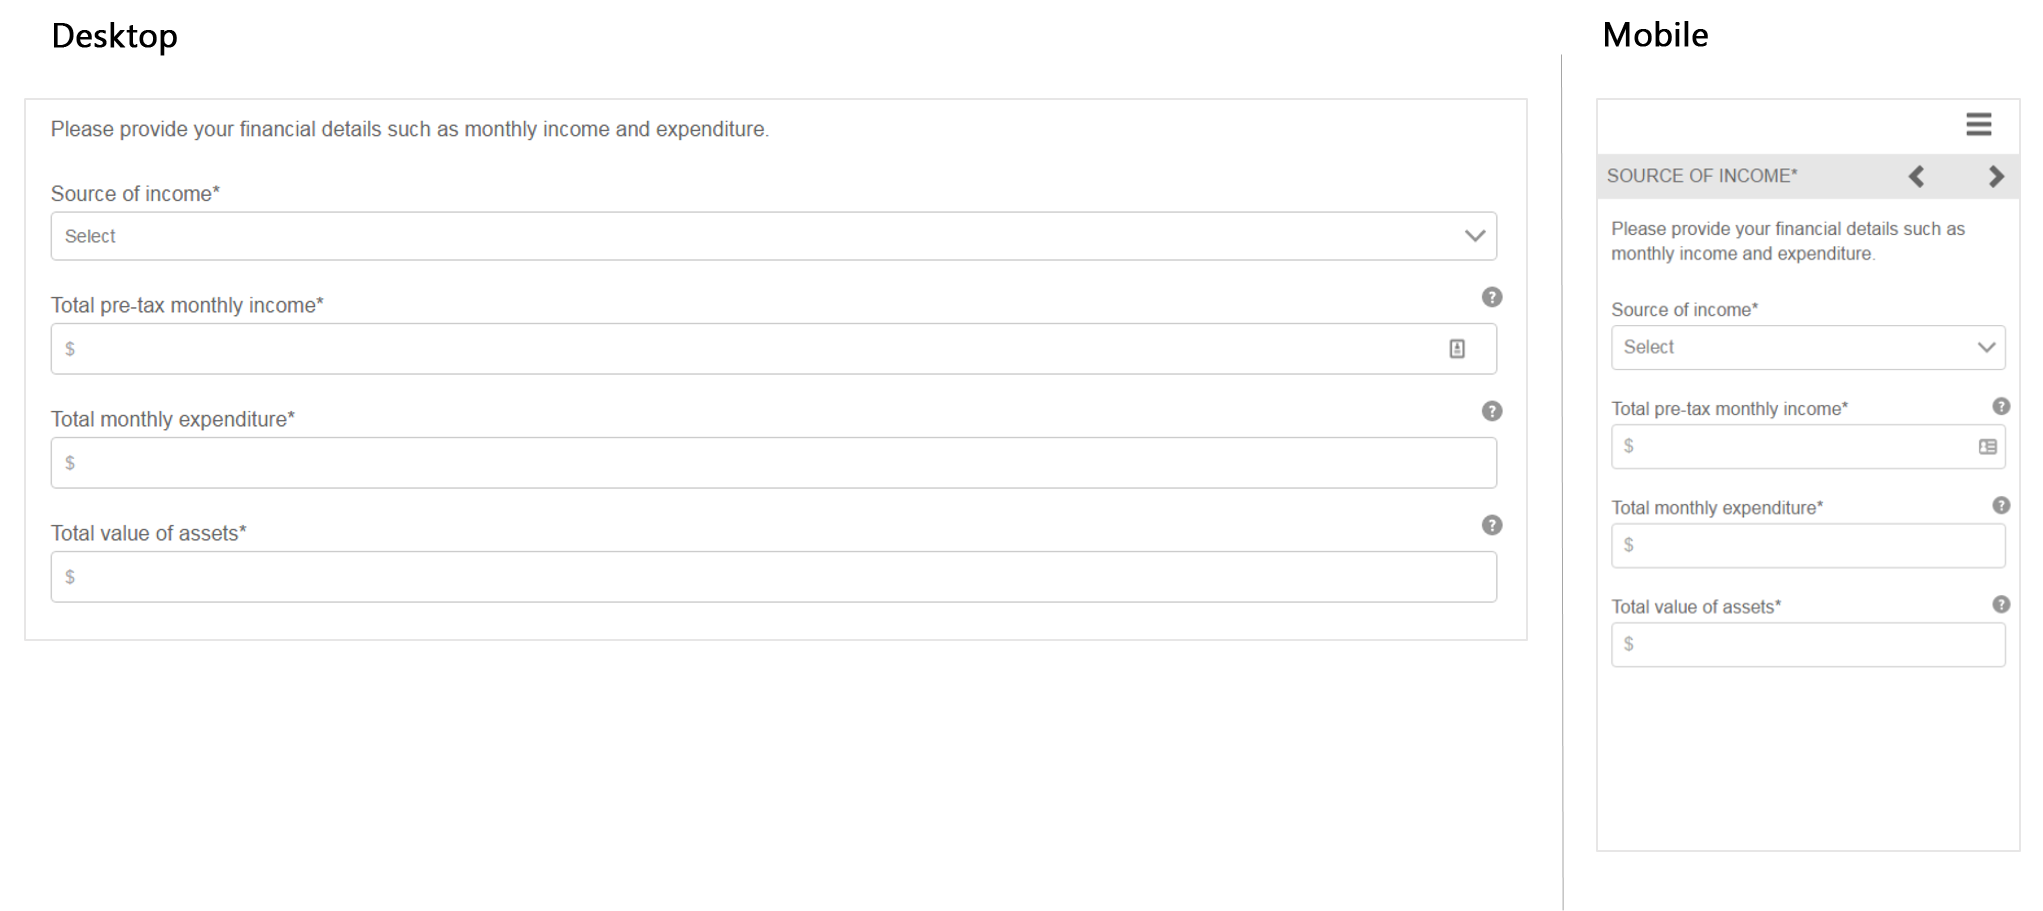 Desktop
Please provide your financial details such as monthly income and expenditure.
Source of income*
Select
Total pre-tax monthly income*
?
$
Total monthly expenditure*
?
$
Total value of assets*
?
$
Mobile
SOURCE OF INCOME*
Please provide your financial details such as
monthly income and expenditure.
Source of income*
Select
Total pre-tax monthly income*
?
$
Total monthly expenditure*
?
$
Total value of assets*
?
$